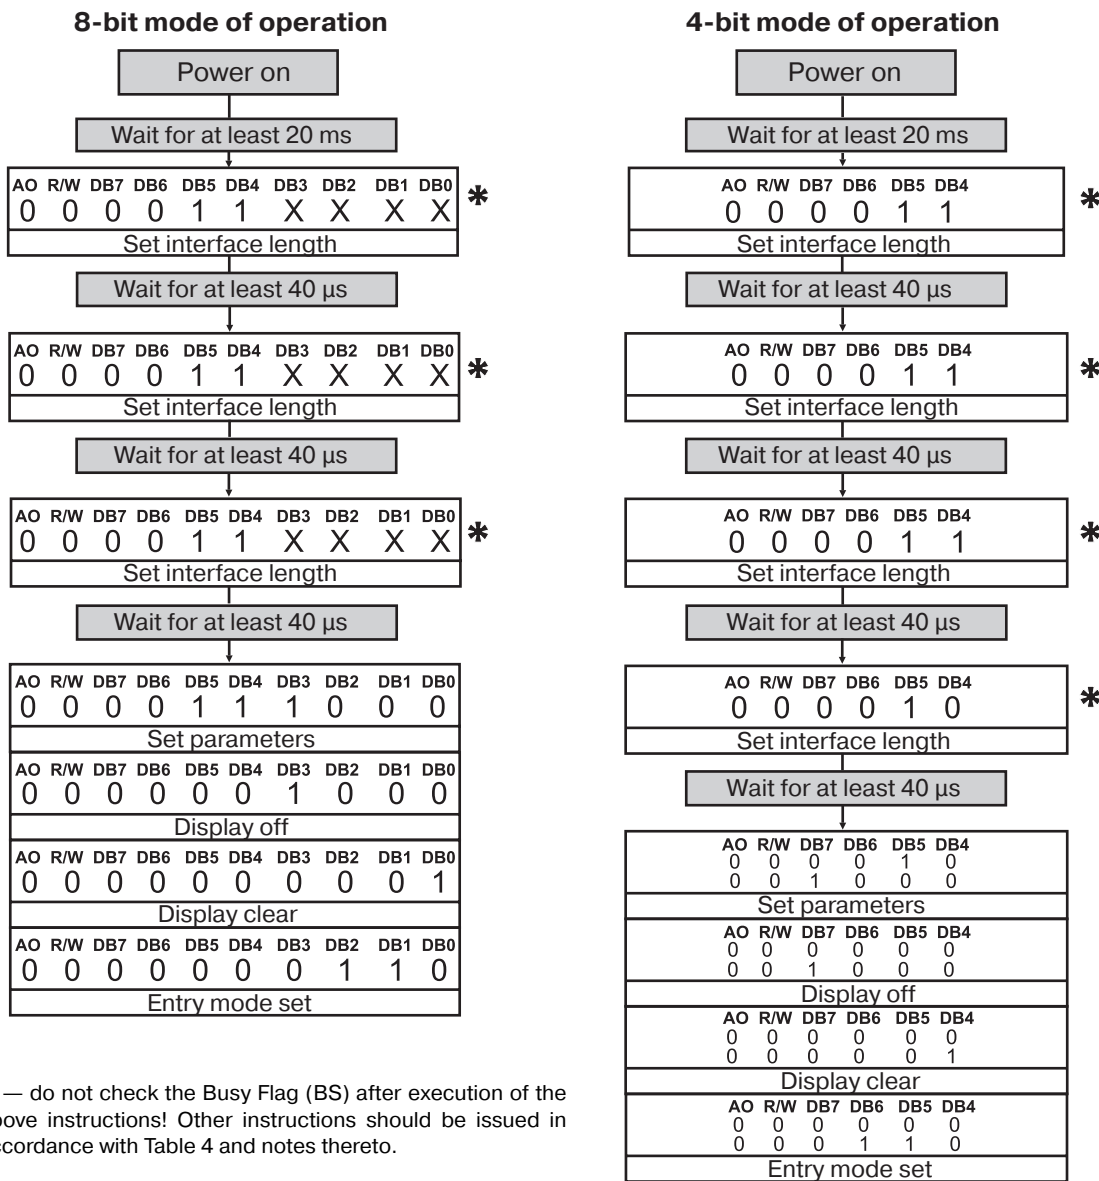 8-bit mode of operation
Power on
Wait for at least 20 ms
AO R/W DB7 DB6 DB5 DB4 DB3 DB2 DB1 DB0
0 0 0 0 1 1 X X X X *
Set interface length
Wait for at least 40 µs
AO R/W DB7 DB6 DB5 DB4 DB3 DB2 DB1 DB0
0 0 0 0 1 1 X X X X *
Set interface length
Wait for at least 40 µs
AO R/W DB7 DB6 DB5 DB4 DB3 DB2 DB1 DB0
0 0 0 0 1 1 X X X X *
Set interface length
Wait for at least 40 µs
AO R/W DB7 DB6 DB5 DB4 DB3 DB2 DB1 DB0
0 0 0 0 1 1 1 0 0 0
Set parameters
AO R/W DB7 DB6 DB5 DB4 DB3 DB2 DB1 DB0
0 0 0 0 0 0 1 0 0 0
Display off
AO R/W DB7 DB6 DB5 DB4 DB3 DB2 DB1 DB0
0 0 0 0 0 0 0 0 0 1
Display clear
AO R/W DB7 DB6 DB5 DB4 DB3 DB2 DB1 DB0
0 0 0 0 0 0 0 1 1 0
Entry mode set
— do not check the Busy Flag (BS) after execution of the
ove instructions! Other instructions should be issued in
ccordance with Table 4 and notes thereto.
4-bit mode of operation
Power on
Wait for at least 20 ms
AO R/W DB7 DB6 DB5 DB4
0 0 0 0 1 1 *
Set interface length
Wait for at least 40 µs
AO R/W DB7 DB6 DB5 DB4
0 0 0 0 1 1 *
Set interface length
Wait for at least 40 µs
AO R/W DB7 DB6 DB5 DB4
0 0 0 0 1 1 *
Set interface length
Wait for at least 40 µs
AO R/W DB7 DB6 DB5 DB4
0 0 0 0 1 0 *
Set interface length
Wait for at least 40 µs
AO R/W DB7 DB6 DB5 DB4
0 0 0 0 1 0
0 0 1 0 0 0
Set parameters
AO R/W DB7 DB6 DB5 DB4
0 0 0 0 0 0
0 0 1 0 0 0
Display off
AO R/W DB7 DB6 DB5 DB4
0 0 0 0 0 0
0 0 0 0 0 1
Display clear
AO R/W DB7 DB6 DB5 DB4
0 0 0 0 0 0
0 0 0 1 1 0
Entry mode set